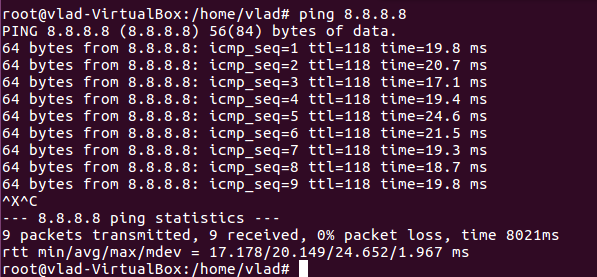 root@vlad-VirtualBox:/home/vlad# ping 8.8.8.8
PING 8.8.8.8 (8.8.8.8) 56(84) bytes of data.
64 bytes from 8.8.8.8: icmp_seq=1 ttl=118 time=19.8 ms
64 bytes from 8.8.8.8: icmp_seq=2 ttl=118 time=20.7 ms
64 bytes from 8.8.8.8: icmp_seq=3 ttl=118 time=17.1 ms
64 bytes from 8.8.8.8: icmp_seq=4 ttl=118 time=19.4 ms
64 bytes from 8.8.8.8: icmp_seq=5 ttl=118 time=24.6 ms
64 bytes from 8.8.8.8: icmp_seq=6 ttl=118 time=21.5 ms
64 bytes from 8.8.8.8: icmp_seq=7 ttl=118 time=19.3 ms
64 bytes from 8.8.8.8: icmp_seq=8 ttl=118 time=18.7 ms
64 bytes from 8.8.8.8: icmp_seq=9 ttl=118 time=19.8 ms
^X^C
--- 8.8.8.8 ping statistics ---
9 packets transmitted, 9 received, 0% packet loss, time 8021ms
rtt min/avg/max/mdev = 17.178/20.149/24.652/1.967 ms
root@vlad-VirtualBox:/home/vlad#